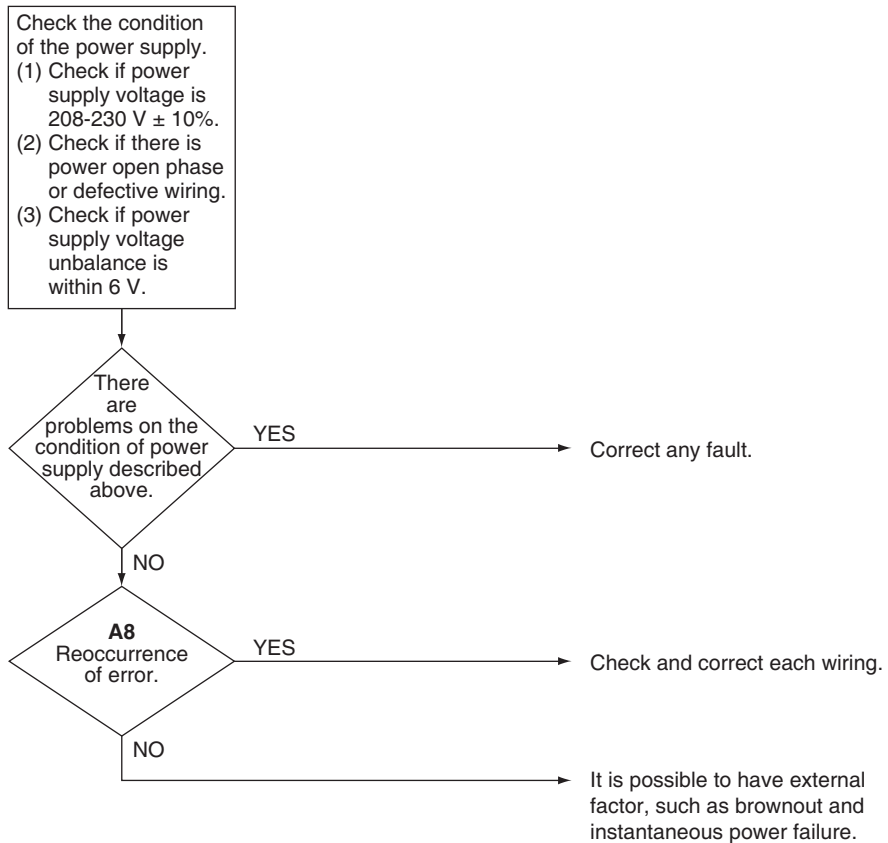 Check the condition
of the power supply.
(1) Check if power
supply voltage is
208-230 V ± 10%.
(2) Check if there is
power open phase
or defective wiring.
(3) Check if power
supply voltage
unbalance is
within 6 V.
There
are
problems on the
condition of power
supply described
above.
YES
Correct any fault.
NO
A8
Reoccurrence
of error.
YES
Check and correct each wiring.
NO
It is possible to have external
factor, such as brownout and
instantaneous power failure.